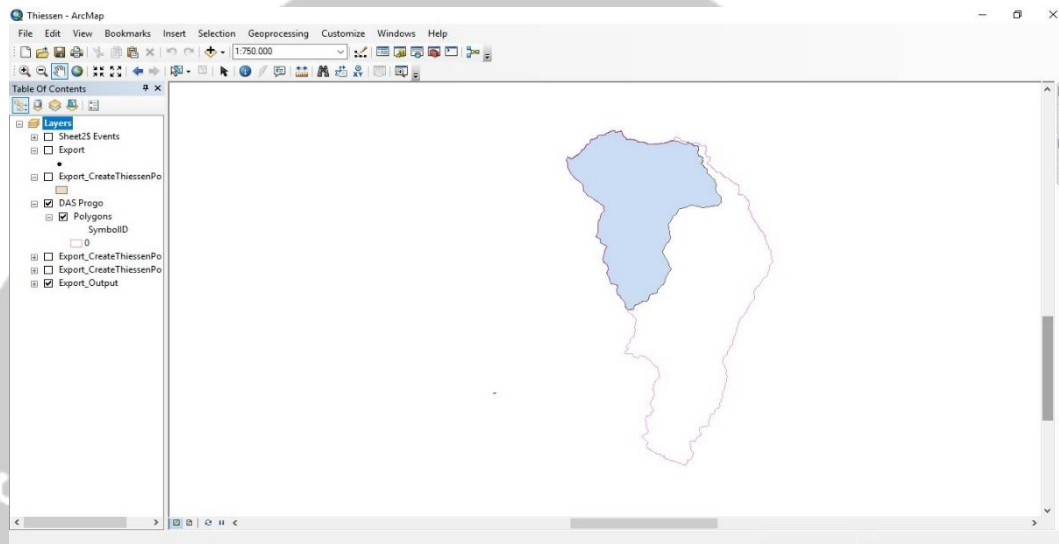 Thiessen - ArcMap
File Edit View Bookmarks Insert Selection Geoprocessing Customize Windows Help
1:750.000
Table Of Contents
Layers
Sheet2$ Events
Export
Export_CreateThiessenPo
DAS Progo
Polygons
SymbolID
0
Export_CreateThiessenPo
Export_CreateThiessenPo
Export_Output